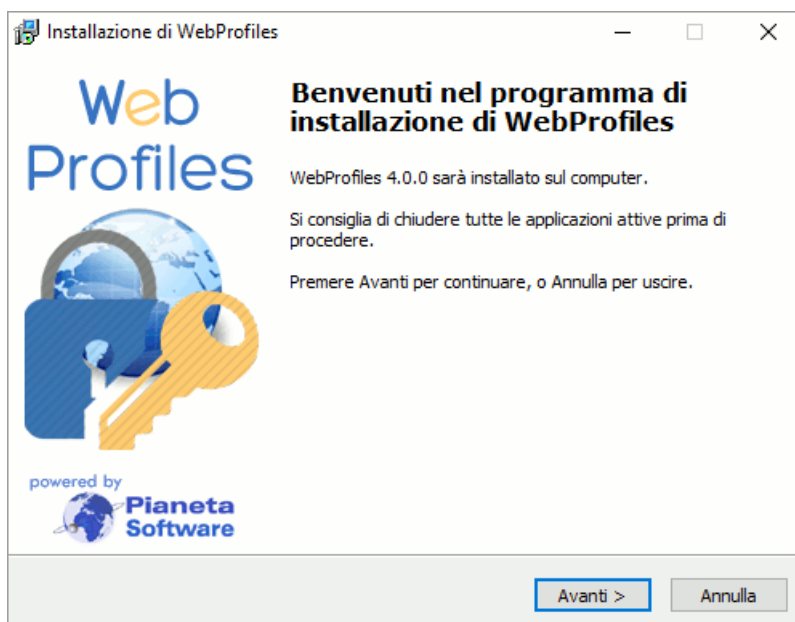 Installazione di WebProfiles
Web
Profiles
powered by
Pianeta
Software
Benvenuti nel programma di
installazione di WebProfiles
WebProfiles 4.0.0 sarà installato sul computer.
Si consiglia di chiudere tutte le applicazioni attive prima di
procedere.
Premere Avanti per continuare, o Annulla per uscire.
Avanti >
Annulla